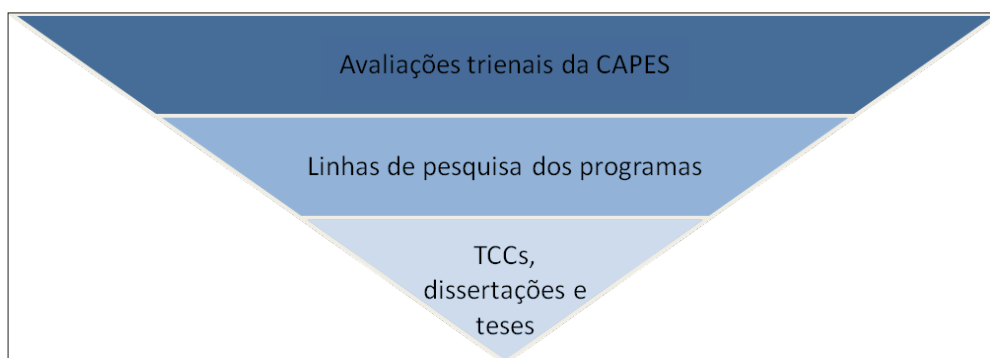 Avaliações trienais da CAPES
Linhas de pesquisa dos programas
TCCs,
dissertações e
teses